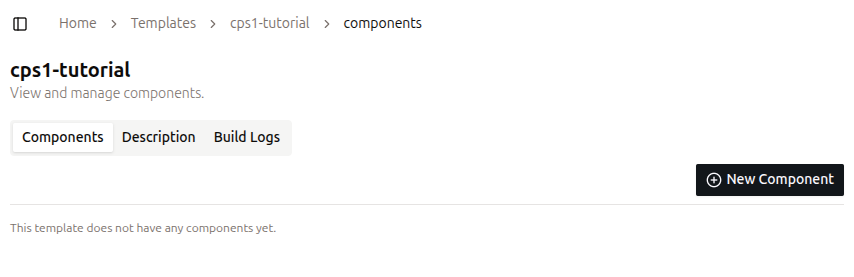 Home > Templates > cps1-tutorial > components
cps1-tutorial
View and manage components.
Components Description Build Logs
New Component
This template does not have any components yet.